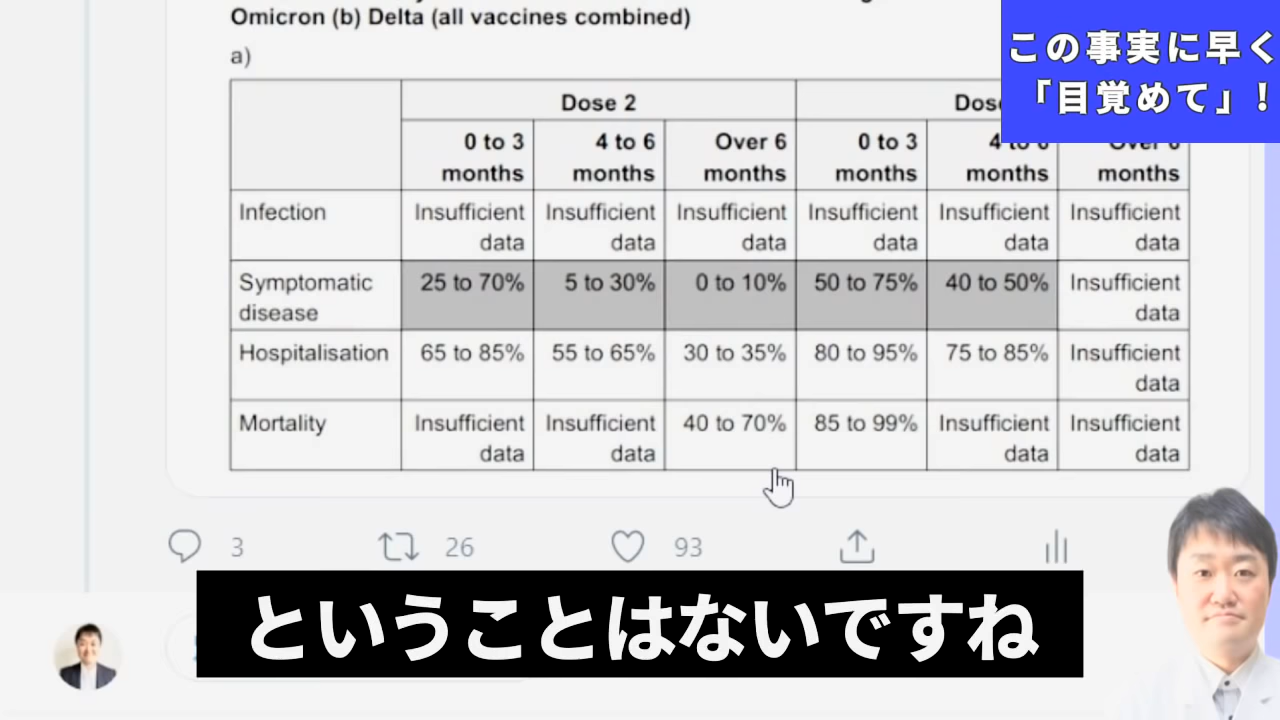 Omicron (b) Delta (all vaccines combined)
この事実に早く
「目覚めて」!
a)
Dose 2
0 to 3 months
4 to 6 months
Over 6 months
0 to 3 months
months
months
Infection
Insufficient data
Insufficient data
Insufficient data
Insufficient data
Insufficient data
Insufficient data
Symptomatic disease
25 to 70%
5 to 30%
0 to 10%
50 to 75%
40 to 50%
Insufficient data
Hospitalisation
65 to 85%
55 to 65%
30 to 35%
80 to 95%
75 to 85%
Insufficient data
Mortality
Insufficient data
Insufficient data
40 to 70%
85 to 99%
Insufficient data
Insufficient data
3
26
93
ということはないですね